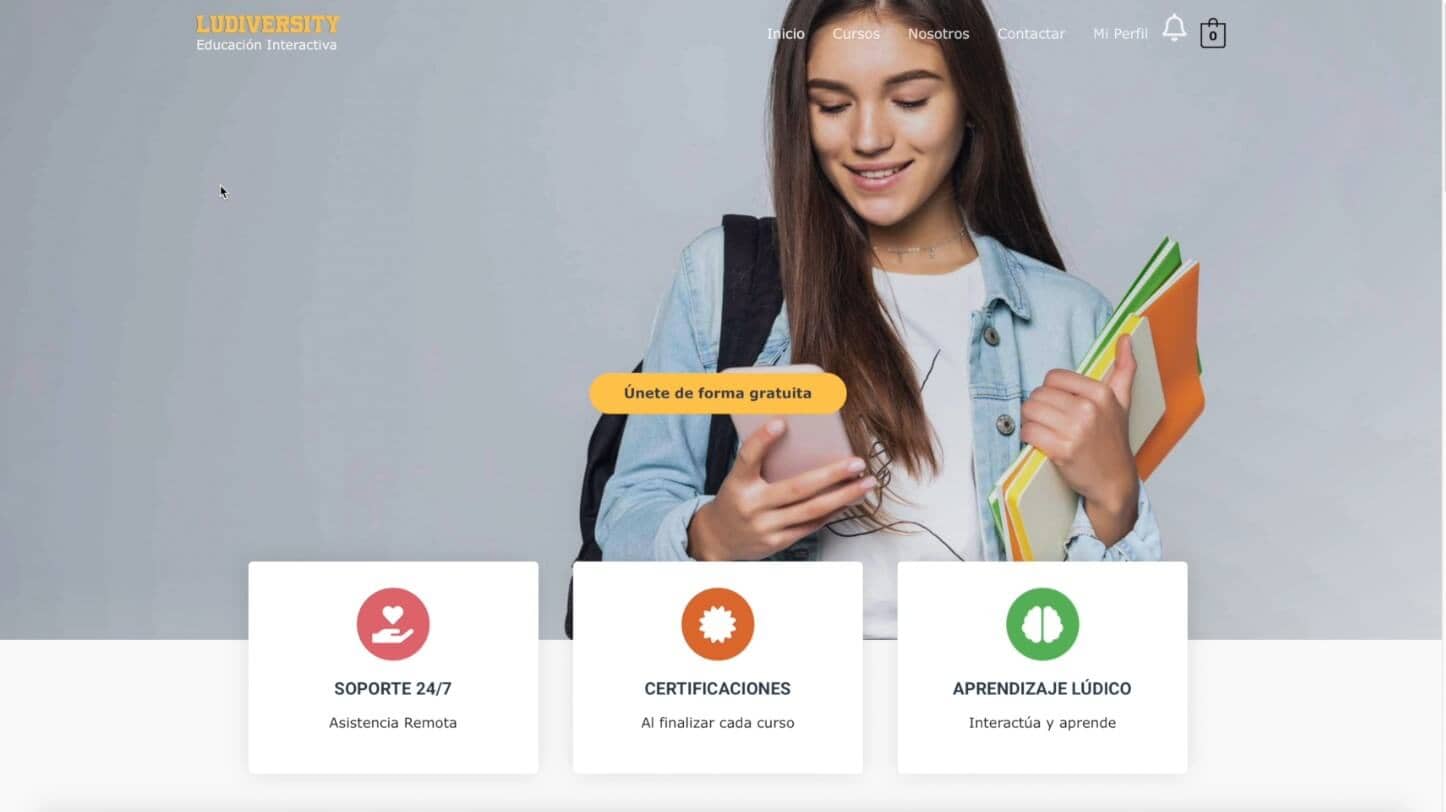 LUDIVERSITY
Educación Interactiva
Inicio Cursos Nosotros Contactar Mi Perfil 0
Únete de forma gratuita
SOPORTE 24/7
Asistencia Remota
CERTIFICACIONES
Al finalizar cada curso
APRENDIZAJE LÚDICO
Interactúa y aprende